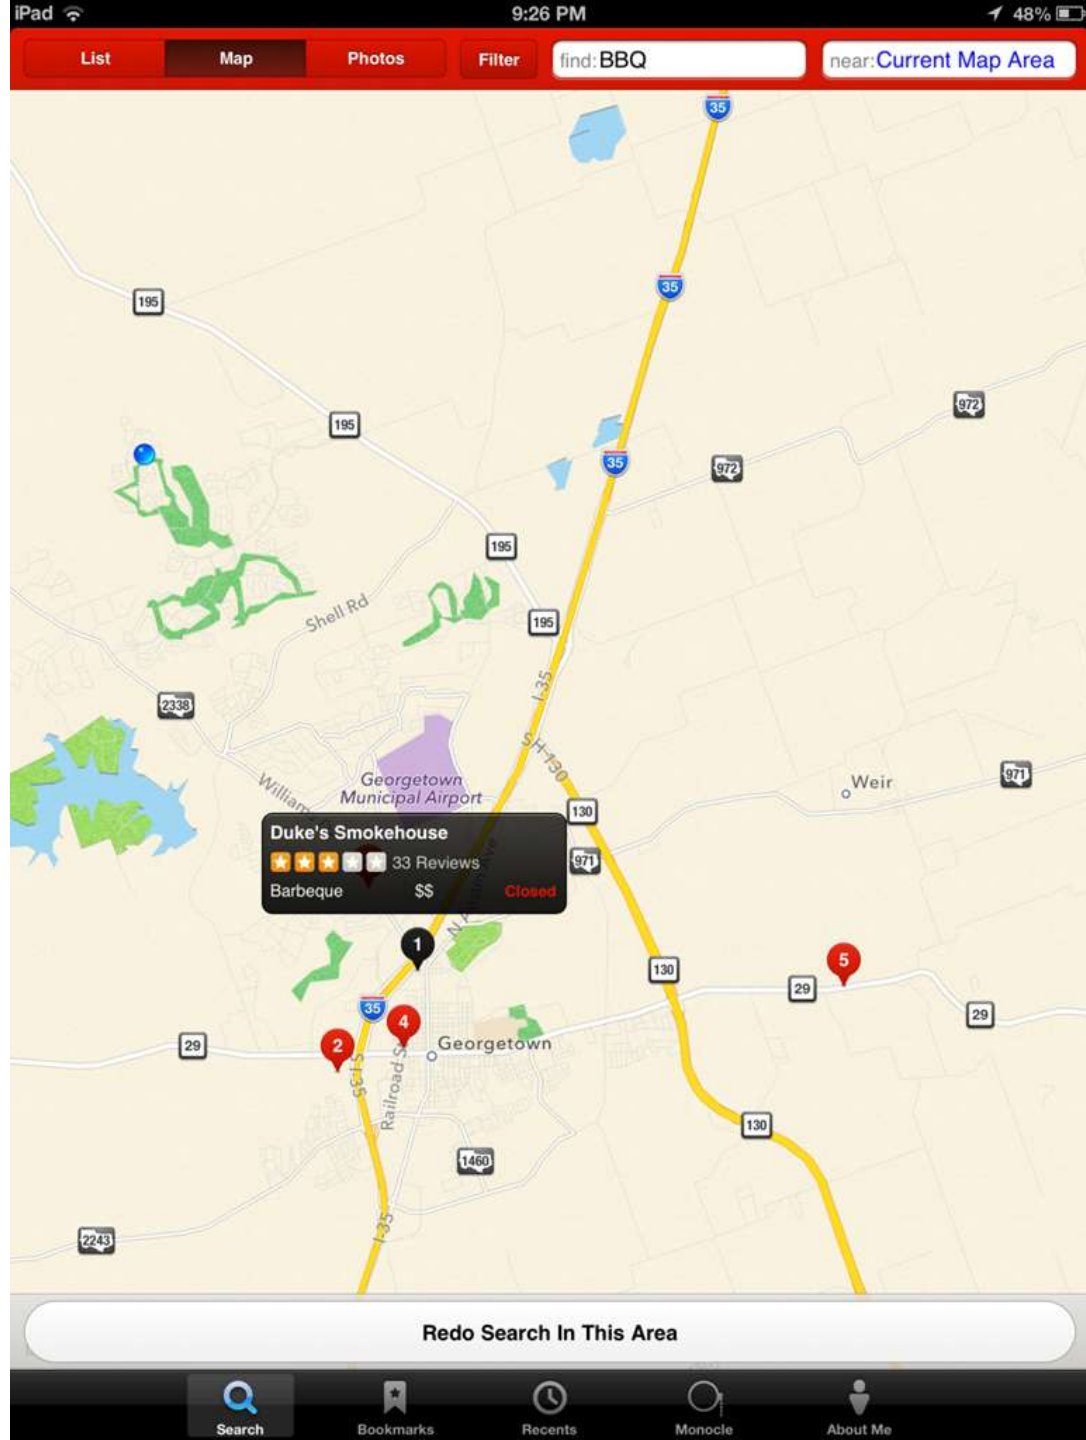 iPad 9:26 PM 48%
List Map Photos Filter find: BBQ near: Current Map Area
35
35
195
972
195
35
972
195
Shell Rd
195
I-35
2338
SH-130
Georgetown
Municipal Airport
971
Weir
130
Duke's Smokehouse
33 Reviews
971
Barbeque $$ Closed
1
5
130
29
35
4
29
2
29
Georgetown
S I-35
130
1460
2243
I-35
Redo Search In This Area
Search Bookmarks Recents Monocle About Me